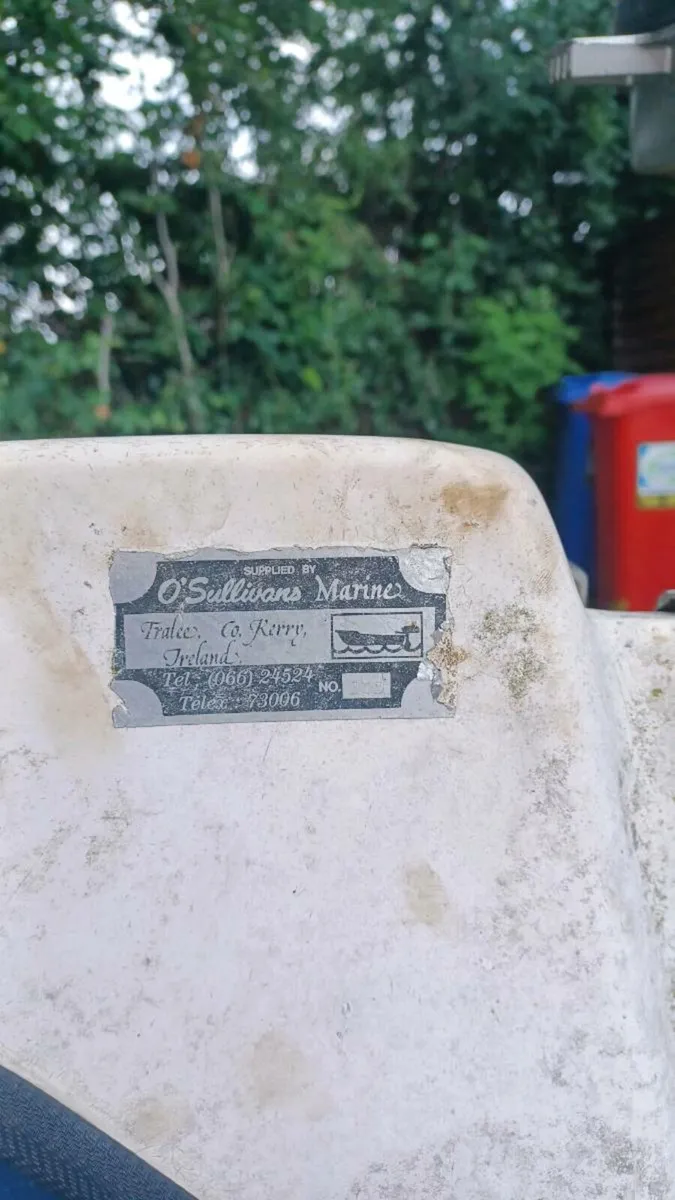 SUPPLIED BY
O'Sullivans Marine
Tralee, Co. Kerry,
Ireland.
Tel: (066) 24524
NO.
Telex: 73006